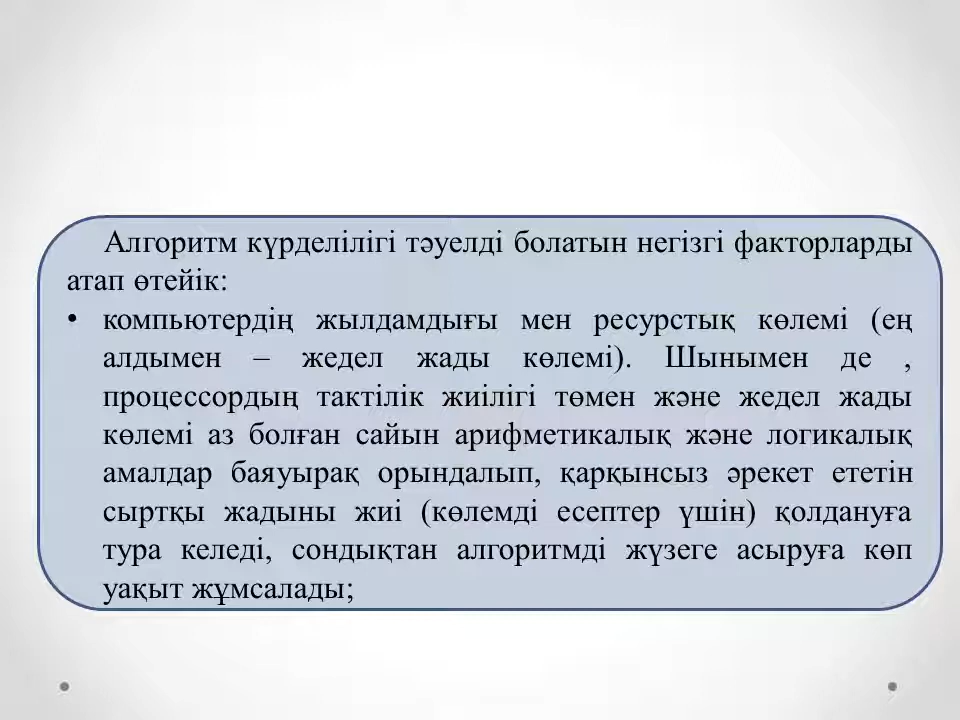 Алгоритм күрделілігі тәуелді болатын негізгі факторларды
атап өтейік:
• компьютердің жылдамдығы мен ресурстық көлемі (ең
алдымен – жедел жады көлемі). Шынымен де ,
процессордың тактілік жиілігі төмен және жедел жады
көлемі аз болған сайын арифметикалық және логикалық
амалдар баяуырақ орындалып, қарқынсыз әрекет ететін
сыртқы жадыны жиі (көлемді есептер үшін) қолдануға
тура келеді, сондықтан алгоритмді жүзеге асыруға көп
уақыт жұмсалады;